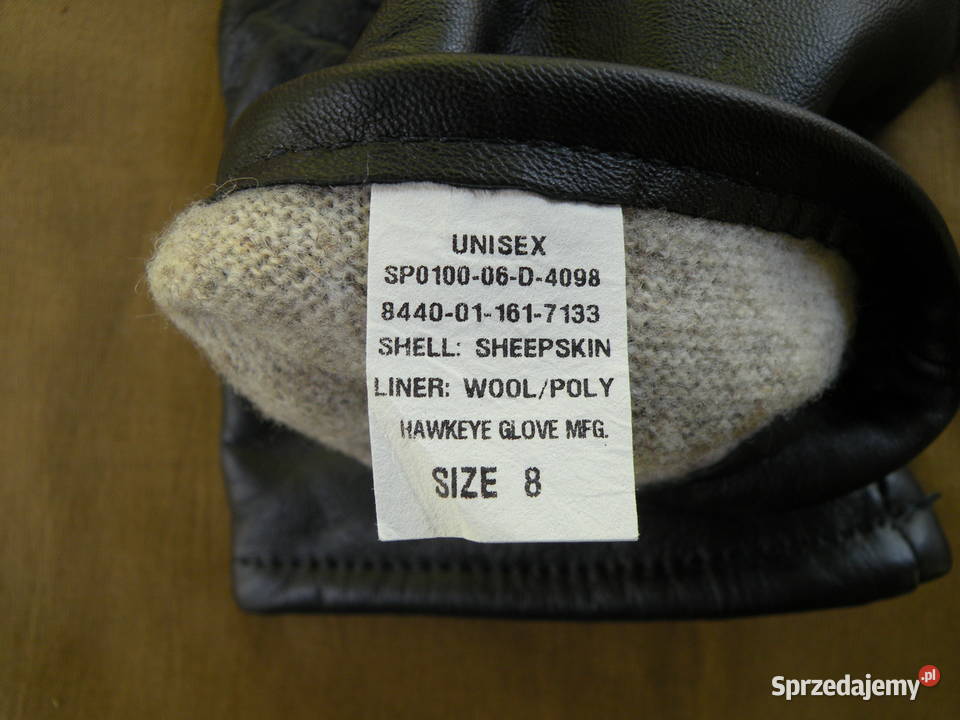 UNISEX
SP0100-06-D-4098
8440-01-161-7133
SHELL: SHEEPSKIN
LINER: WOOL/POLY
HAWKEYE GLOVE MFG.
SIZE 8
Sprzedajemy.pl